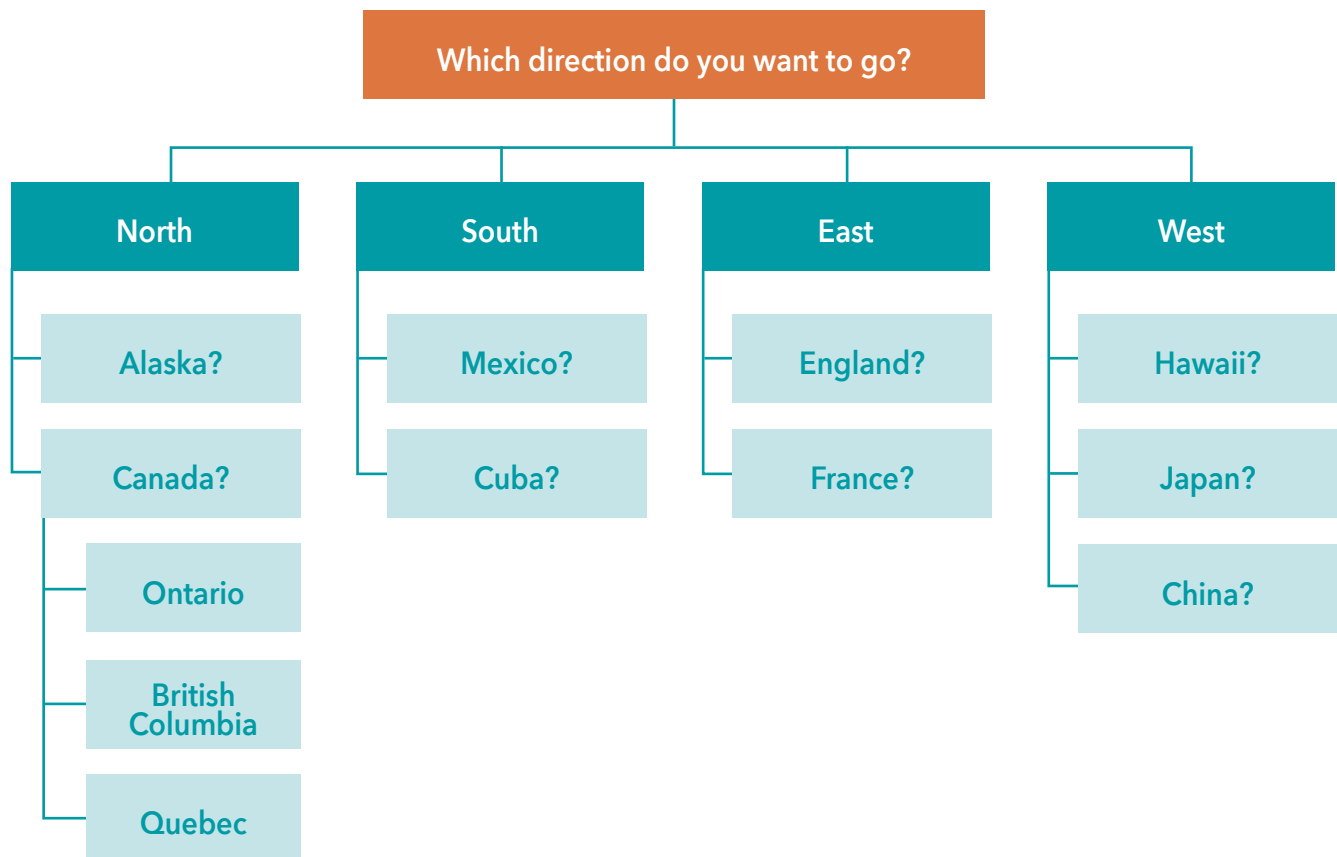 Which direction do you want to go?
North
South
East
West
Alaska?
Mexico?
England?
Hawaii?
Canada?
Cuba?
France?
Japan?
Ontario
China?
British
Columbia
Quebec